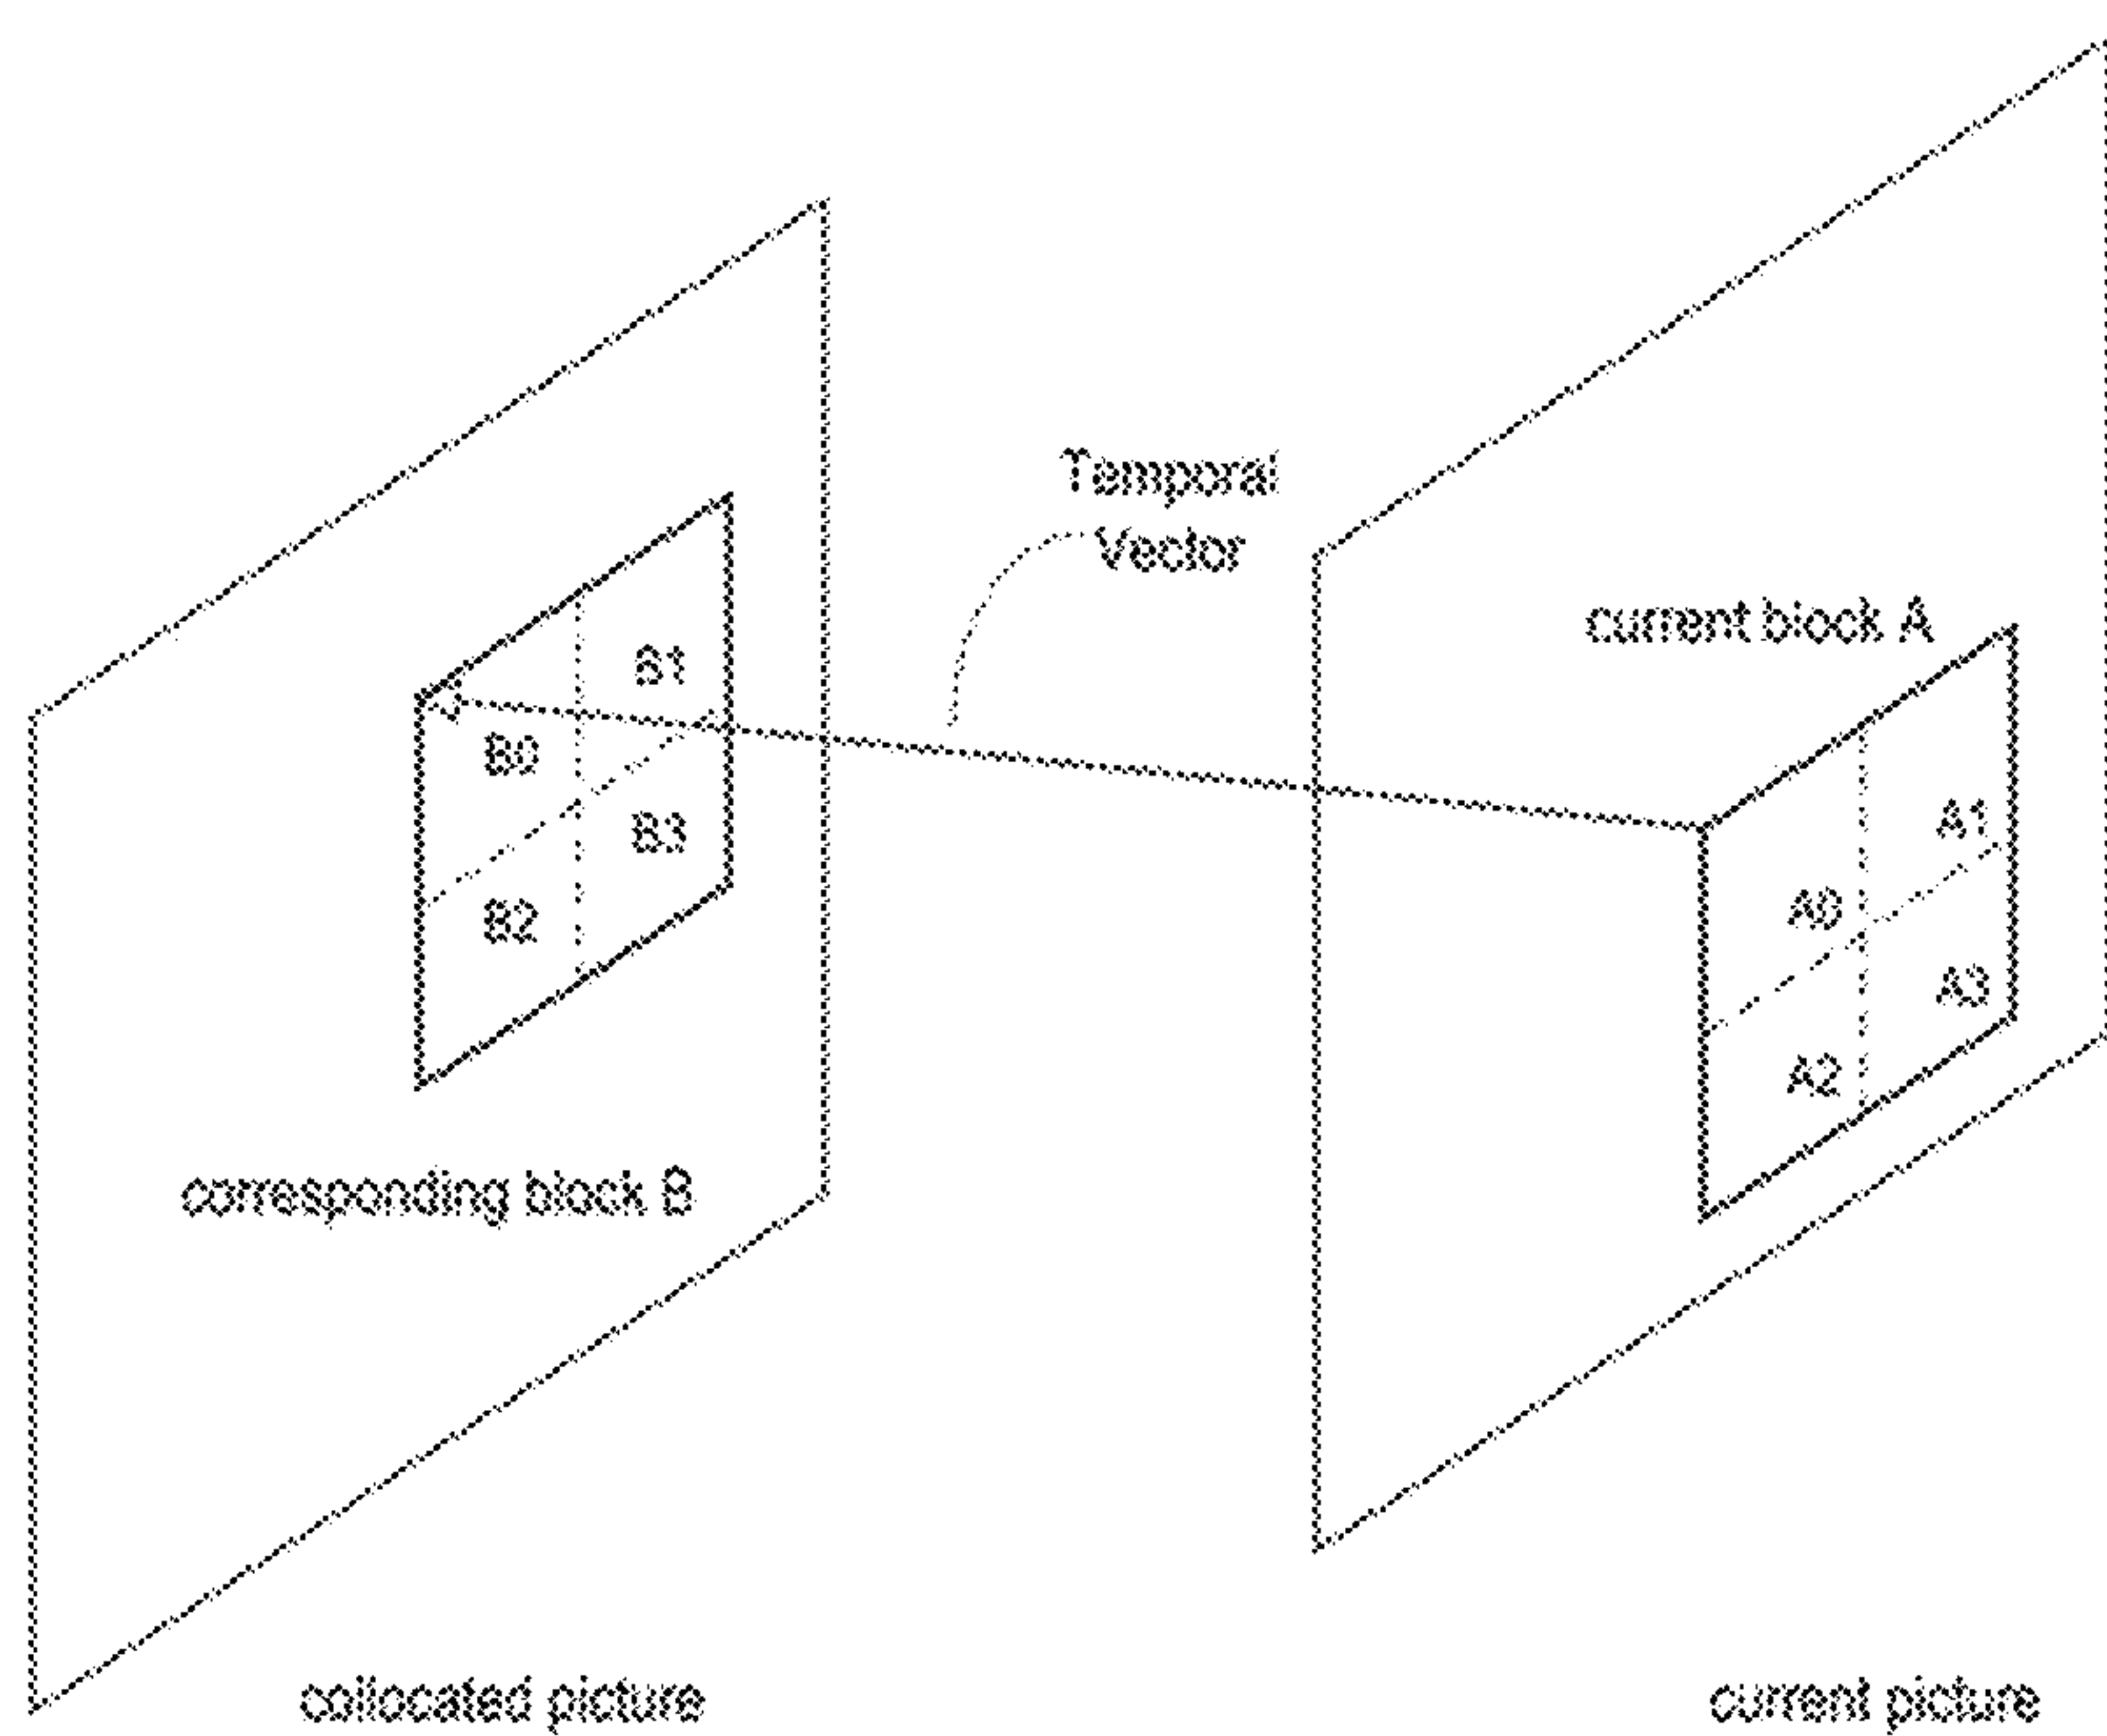 Temporal
Vector
current block A
B1
B0
B3
B2
A1
A0
A3
A2
corresponding block B
collocated picture
current picture